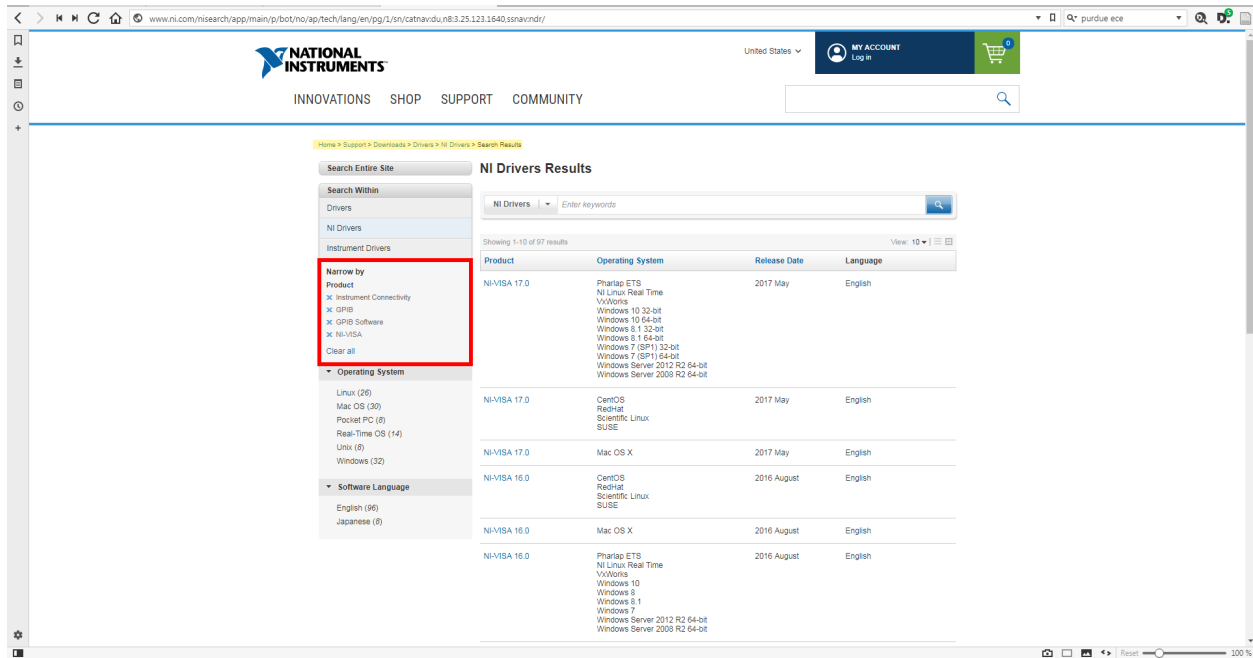 www.ni.com/nisearch/app/main/p/bot/no/ap/tech/lang/en/pg/1/sn/catnav:du,n8:3.25.123.1640,ssnav:ndr/
purdue ece
5
NATIONAL
INSTRUMENTS
United States
MY ACCOUNT
Log in
0
INNOVATIONS SHOP SUPPORT COMMUNITY
Home > Support > Downloads > Drivers > NI Drivers > Search Results
Search Entire Site
Search Within
Drivers
NI Drivers
Instrument Drivers
Narrow by
Product
Instrument Connectivity
GPIB
GPIB Software
NI-VISA
Clear all
Operating System
Linux (26)
Mac OS (30)
Pocket PC (8)
Real-Time OS (14)
Unix (8)
Windows (32)
Software Language
English (96)
Japanese (8)
NI Drivers Results
NI Drivers Enter keywords
Showing 1-10 of 97 results View: 10
Product Operating System Release Date Language
NI-VISA 17.0 Pharlap ETS 2017 May English
NI Linux Real Time
VxWorks
Windows 10 32-bit
Windows 10 64-bit
Windows 8.1 32-bit
Windows 8.1 64-bit
Windows 7 (SP1) 32-bit
Windows 7 (SP1) 64-bit
Windows Server 2012 R2 64-bit
Windows Server 2008 R2 64-bit
NI-VISA 17.0 CentOS 2017 May English
RedHat
Scientific Linux
SUSE
NI-VISA 17.0 Mac OS X 2017 May English
NI-VISA 16.0 CentOS 2016 August English
RedHat
Scientific Linux
SUSE
NI-VISA 16.0 Mac OS X 2016 August English
NI-VISA 16.0 Pharlap ETS 2016 August English
NI Linux Real Time
VxWorks
Windows 10
Windows 8
Windows 8.1
Windows 7
Windows Server 2012 R2 64-bit
Windows Server 2008 R2 64-bit
Reset 100 %